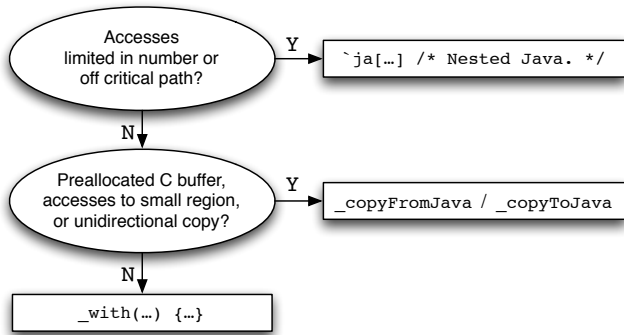 Accesses
limited in number or
off critical path?
Y
`ja[…] /* Nested Java. */
N
Preallocated C buffer,
accesses to small region,
or unidirectional copy?
Y
_copyFromJava / _copyToJava
N
_with(…) {…}